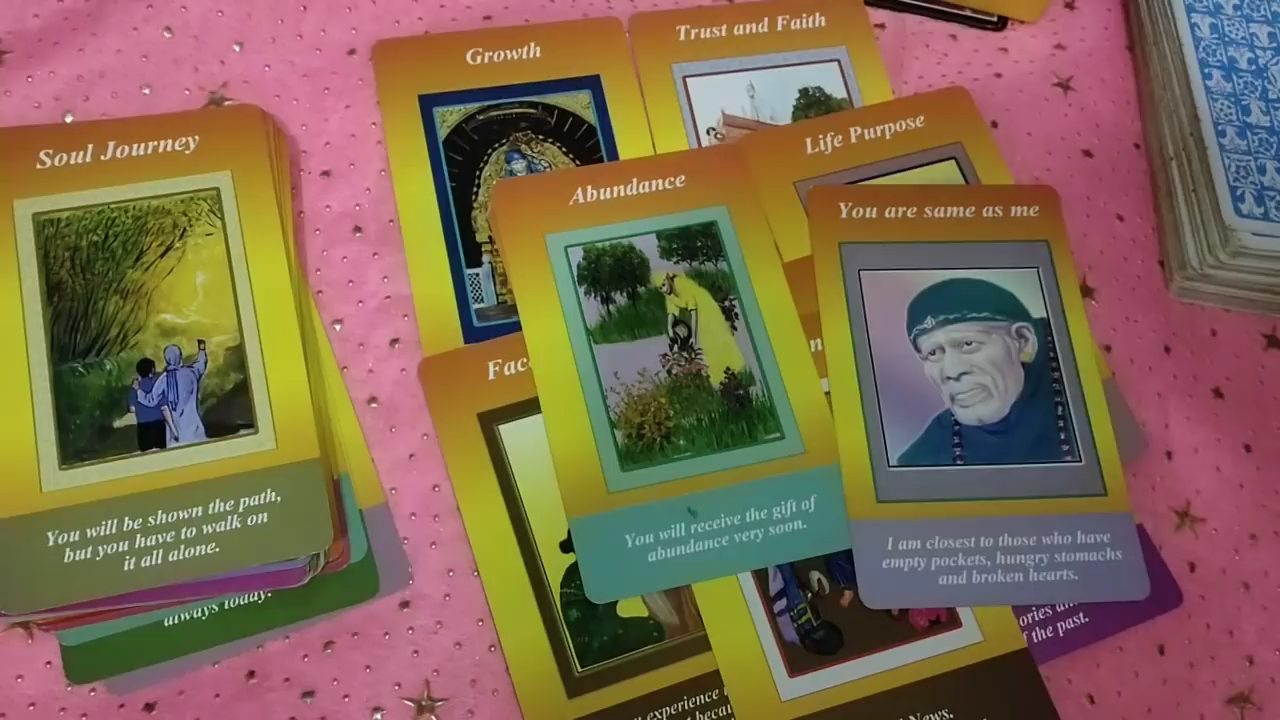 Growth
Trust and Faith
Soul Journey
Life Purpose
Abundance
You are same as me
You will be shown the path,
but you have to walk on
it all alone.
always today.
You will receive the gift of
abundance very soon.
I am closest to those who have
empty pockets, hungry stomachs
and broken hearts.
the past.
experience
News.